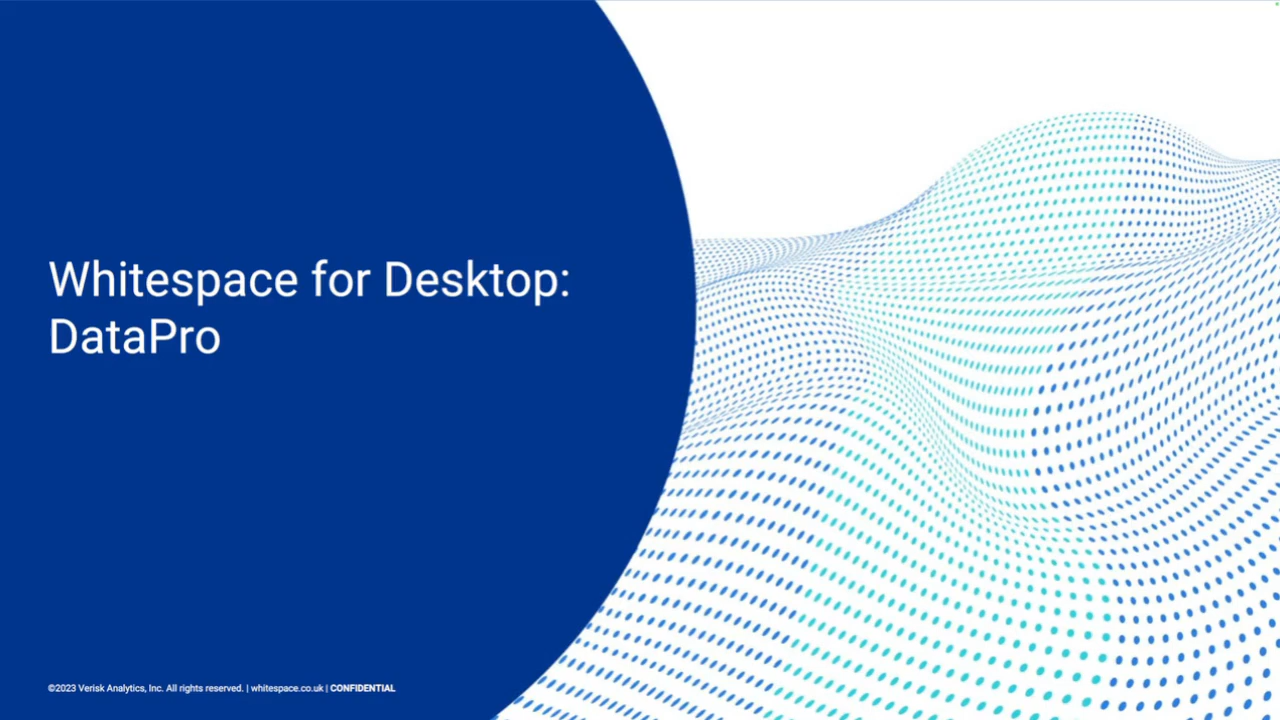 Whitespace for Desktop:
DataPro
©2023 Verisk Analytics, Inc. All rights reserved. | whitespace.co.uk | CONFIDENTIAL